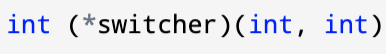 int (*switcher)(int, int)